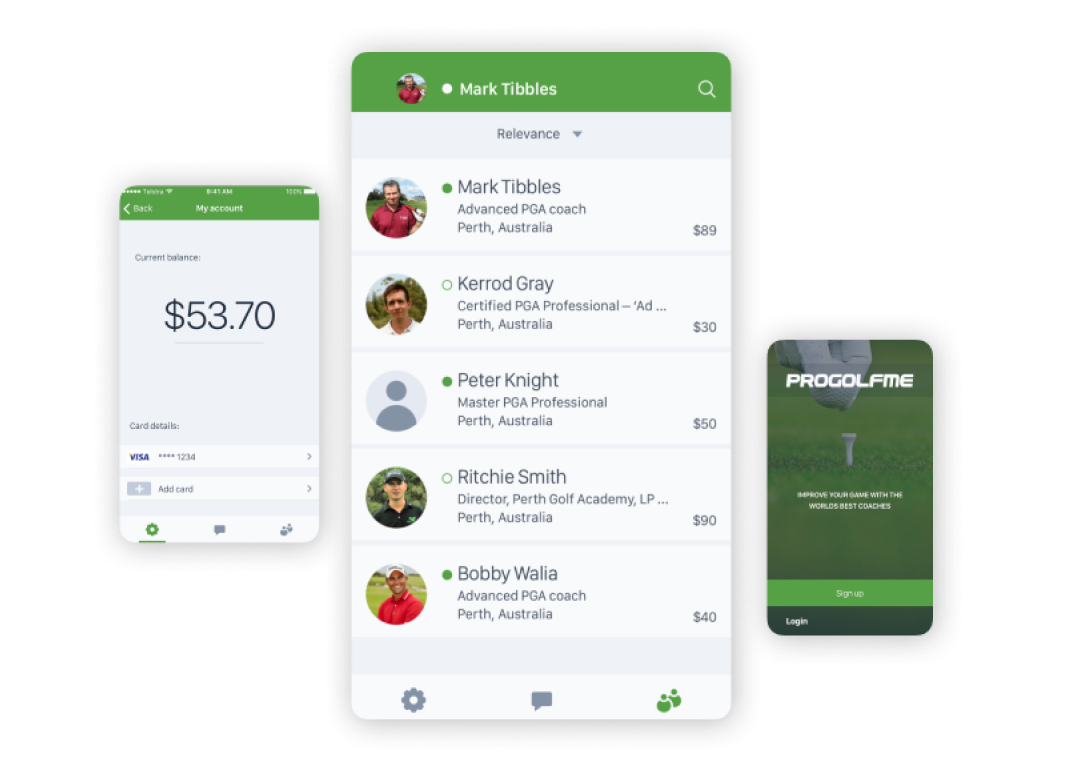 Telstra 9:41 AM 100%
Back My account
Current balance:
$53.70
Card details:
VISA **** 1234
Add card
Mark Tibbles
Relevance
Mark Tibbles
Advanced PGA coach
Perth, Australia
$89
Kerrod Gray
Certified PGA Professional – ‘Ad ...
Perth, Australia
$30
Peter Knight
Master PGA Professional
Perth, Australia
$50
Ritchie Smith
Director, Perth Golf Academy, LP ...
Perth, Australia
$90
Bobby Walia
Advanced PGA coach
Perth, Australia
$40
PROGOLFME
IMPROVE YOUR GAME WITH THE
WORLDS BEST COACHES
Sign up
Login